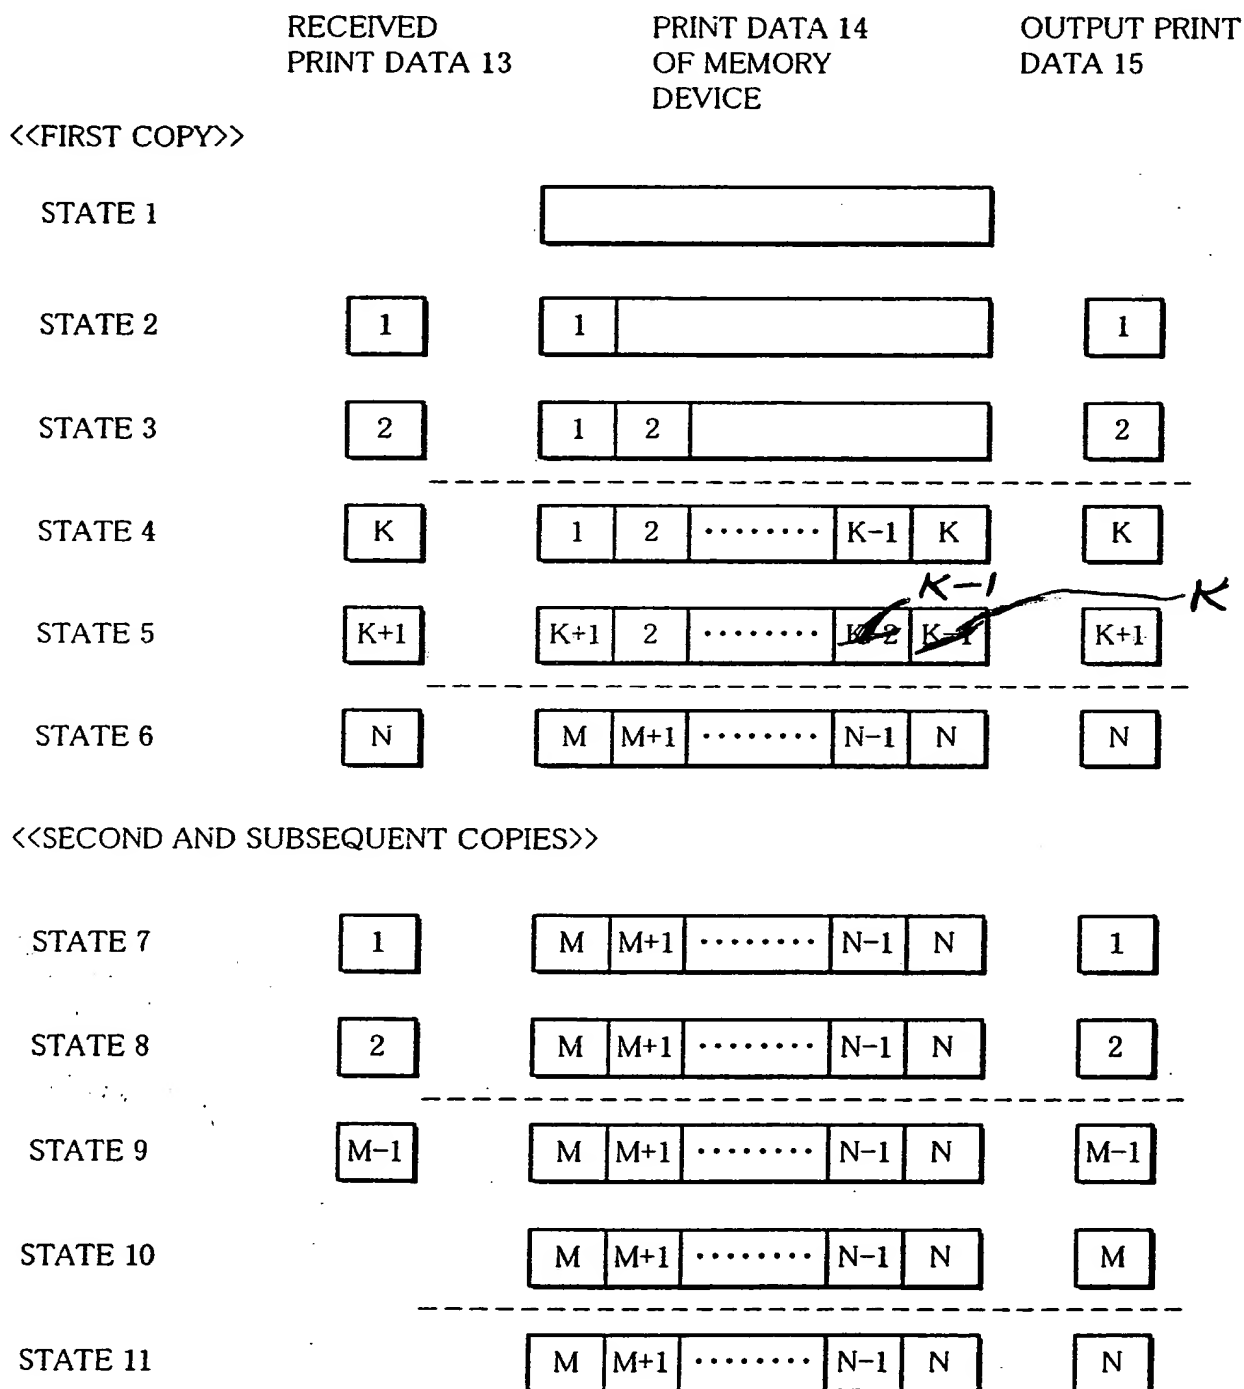 RECEIVED PRINT DATA 14 OUTPUT PRINT
PRINT DATA 13 OF MEMORY DATA 15
DEVICE
<<FIRST COPY>>
STATE 1
STATE 2 1 1 1
STATE 3 2 1 2 2
STATE 4 K 1 2 ········ K-1 K K
K-1 K
STATE 5 K+1 K+1 2 ········ K-2 K-1 K+1
STATE 6 N M M+1 ········ N-1 N N
<<SECOND AND SUBSEQUENT COPIES>>
STATE 7 1 M M+1 ········ N-1 N 1
STATE 8 2 M M+1 ········ N-1 N 2
STATE 9 M-1 M M+1 ········ N-1 N M-1
STATE 10 M M+1 ········ N-1 N M
STATE 11 M M+1 ········ N-1 N N